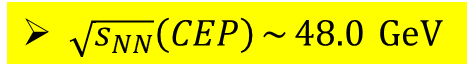 ➢ √s_NN(CEP) ~ 48.0 GeV